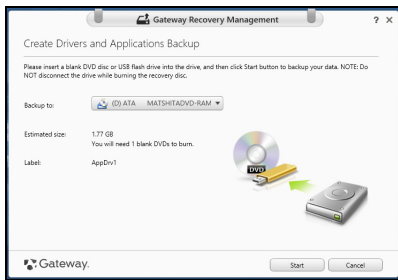 Gateway Recovery Management
? ×
Create Drivers and Applications Backup
Please insert a blank DVD disc or USB flash drive into the drive, and then click Start button to backup your data. NOTE: Do
NOT disconnect the drive while burning the recovery disc.
Backup to: (D) ATA MATSHITADVD-RAM
Estimated size: 1.77 GB
You will need 1 blank DVDs to burn.
Label: AppDrv1
DVD
Gateway.
Start Cancel